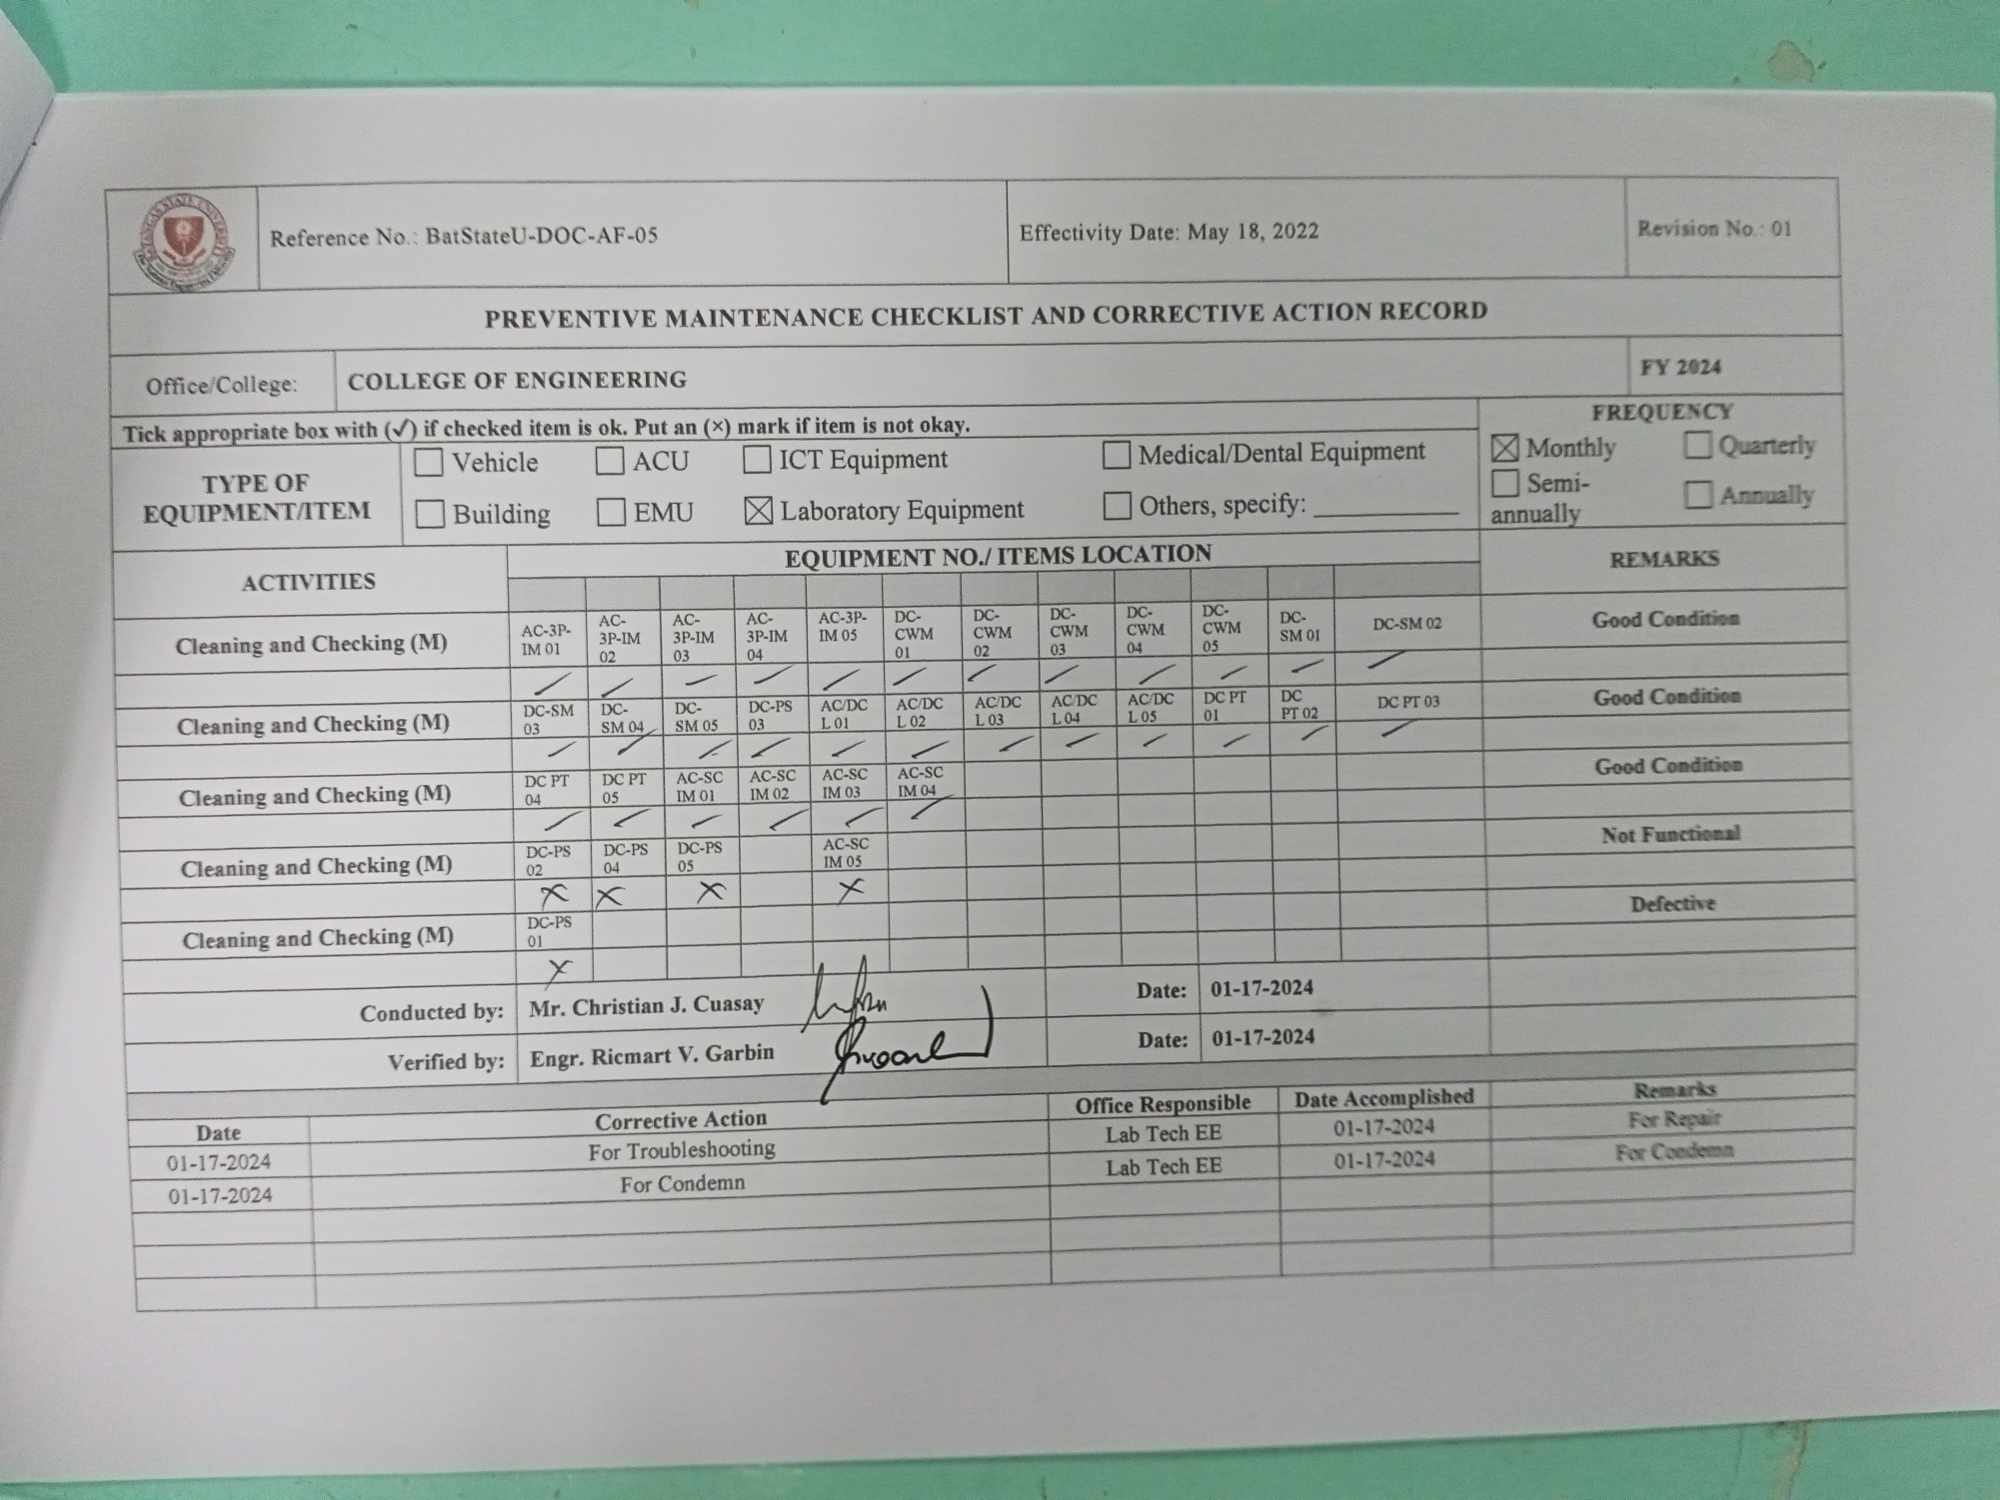 Reference No.: BatStateU-DOC-AF-05
Effectivity Date: May 18, 2022
Revision No.: 01
PREVENTIVE MAINTENANCE CHECKLIST AND CORRECTIVE ACTION RECORD
Office/College: COLLEGE OF ENGINEERING FY 2024
Tick appropriate box with (✓) if checked item is ok. Put an (×) mark if item is not okay.
FREQUENCY
TYPE OF EQUIPMENT/ITEM
☐ Vehicle ☐ ACU ☐ ICT Equipment ☐ Medical/Dental Equipment
☐ Building ☐ EMU ☒ Laboratory Equipment ☐ Others, specify: ____________
☒ Monthly ☐ Quarterly
☐ Semi-annually ☐ Annually
ACTIVITIES EQUIPMENT NO./ ITEMS LOCATION REMARKS
Cleaning and Checking (M) AC-3P-IM 01 AC-3P-IM 02 AC-3P-IM 03 AC-3P-IM 04 AC-3P-IM 05 DC-CWM 01 DC-CWM 02 DC-CWM 03 DC-CWM 04 DC-CWM 05 DC-SM 01 DC-SM 02 Good Condition
/ / / / / / / / / / / /
Cleaning and Checking (M) DC-SM 03 DC-SM 04 DC-SM 05 DC-PS 03 AC/DC L 01 AC/DC L 02 AC/DC L 03 AC/DC L 04 AC/DC L 05 DC PT 01 DC PT 02 DC PT 03 Good Condition
/ / / / / / / / / / / /
Cleaning and Checking (M) DC PT 04 DC PT 05 AC-SC IM 01 AC-SC IM 02 AC-SC IM 03 AC-SC IM 04 Good Condition
/ / / / / /
Cleaning and Checking (M) DC-PS 02 DC-PS 04 DC-PS 05 AC-SC IM 05 Not Functional
× × × ×
Cleaning and Checking (M) DC-PS 01 Defective
×
Conducted by: Mr. Christian J. Cuasay Date: 01-17-2024
Verified by: Engr. Ricmart V. Garbin Date: 01-17-2024
Date Corrective Action Office Responsible Date Accomplished Remarks
01-17-2024 For Troubleshooting Lab Tech EE 01-17-2024 For Repair
01-17-2024 For Condemn Lab Tech EE 01-17-2024 For Condemn